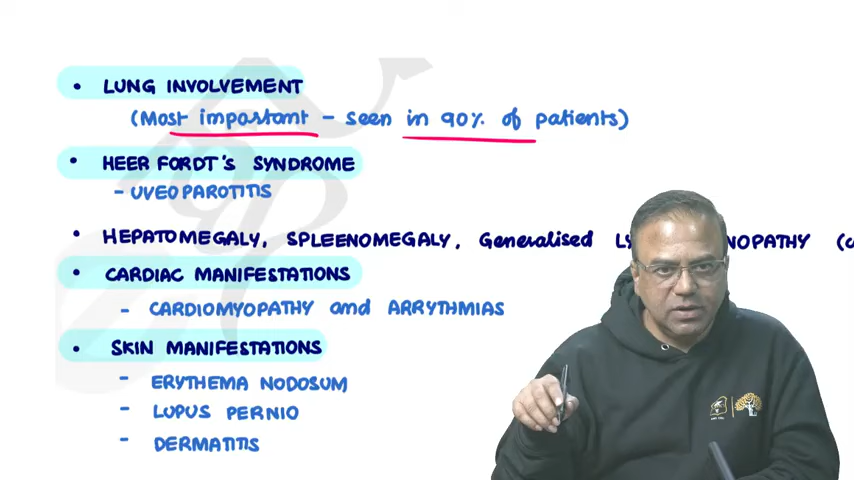 • LUNG INVOLVEMENT
(Most important – seen in 90% of patients)
• HEER FORDT'S SYNDROME
– UVEOPAROTITIS
• HEPATOMEGALY, SPLEENOMEGALY, Generalised
• CARDIAC MANIFESTATIONS
– CARDIOMYOPATHY and ARRYTHMIAS
• SKIN MANIFESTATIONS
– ERYTHEMA NODOSUM
– LUPUS PERNIO
– DERMATITIS